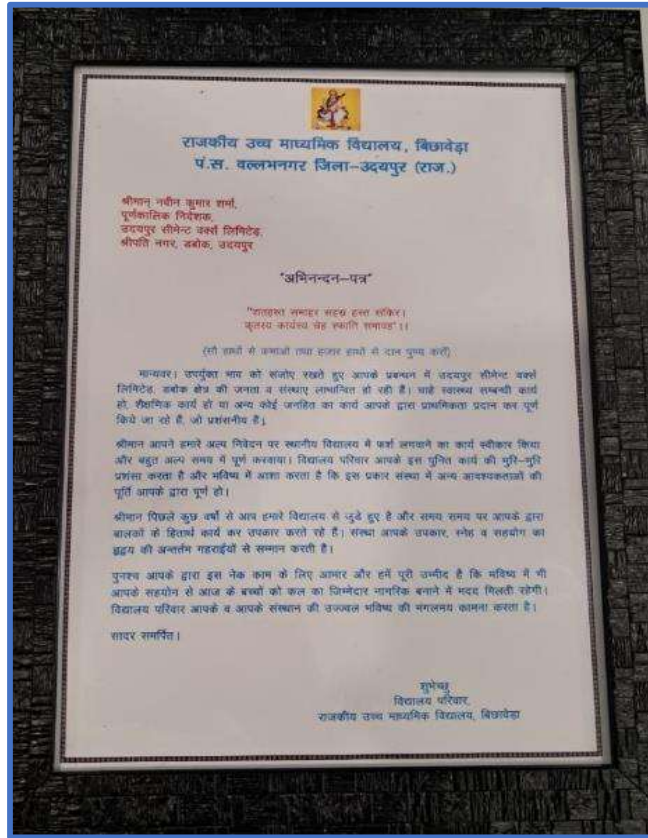 राजकीय उच्च माध्यमिक विद्यालय, बिछावेड़ा
पं.स. वल्लभनगर जिला–उदयपुर (राज.)
श्रीमान् नवीन कुमार शर्मा,
पूर्णकालिक निदेशक,
उदयपुर सीमेन्ट वर्क्स लिमिटेड,
श्रीपति नगर, डबोक, उदयपुर
"अभिनन्दन–पत्र"
"शतहस्त समाहर सहस्र हस्त संकिर।
कृतस्य कार्यस्य चेह स्फाति समावह"।।
(सौ हाथों से कमाओ तथा हजार हाथों से दान पुण्य करों)
मान्यवर। उपर्युक्त भाव को संजोए रखते हुए आपके प्रबन्धन में उदयपुर सीमेन्ट वर्क्स
लिमिटेड, डबोक क्षेत्र की जनता व संस्थाए लाभान्वित हो रही हैं। चाहे स्वास्थ्य सम्बन्धी कार्य
हो, शैक्षणिक कार्य हो या अन्य कोई जनहित का कार्य आपके द्वारा प्राथमिकता प्रदान कर पूर्ण
किये जा रहे हैं, जो प्रशंसनीय हैं।
श्रीमान आपने हमारे अल्प निवेदन पर स्थानीय विद्यालय में फर्श लगवाने का कार्य स्वीकार किया
और बहुत अल्प समय में पूर्ण करवाया। विद्यालय परिवार आपके इस पुनित कार्य की भुरि–भुरि
प्रशंसा करता है और भविष्य में आशा करता है कि इस प्रकार संस्था में अन्य आवश्यकताओं की
पूर्ति आपके द्वारा पूर्ण हो।
श्रीमान पिछले कुछ वर्षो से आप हमारे विद्यालय से जुडे हुए है और समय समय पर आपके द्वारा
बालकों के हितार्थ कार्य कर उपकार करते रहे हैं। संस्था आपके उपकार, स्नेह व सहयोग का
ह्रदय की अन्तर्तम गहराईयों से सम्मान करती है।
पुनश्च आपके द्वारा इस नेक काम के लिए आभार और हमें पूरी उम्मीद है कि भविष्य में भी
आपके सहयोग से आज के बच्चों को कल का जिम्मेदार नागरिक बनाने में मदद मिलती रहेगी।
विद्यालय परिवार आपके व आपके संस्थान की उज्ज्वल भविष्य की मंगलमय कामना करता है।
सादर समर्पित।
शुभेच्छु
विद्यालय परिवार,
राजकीय उच्च माध्यमिक विद्यालय, बिछावेड़ा